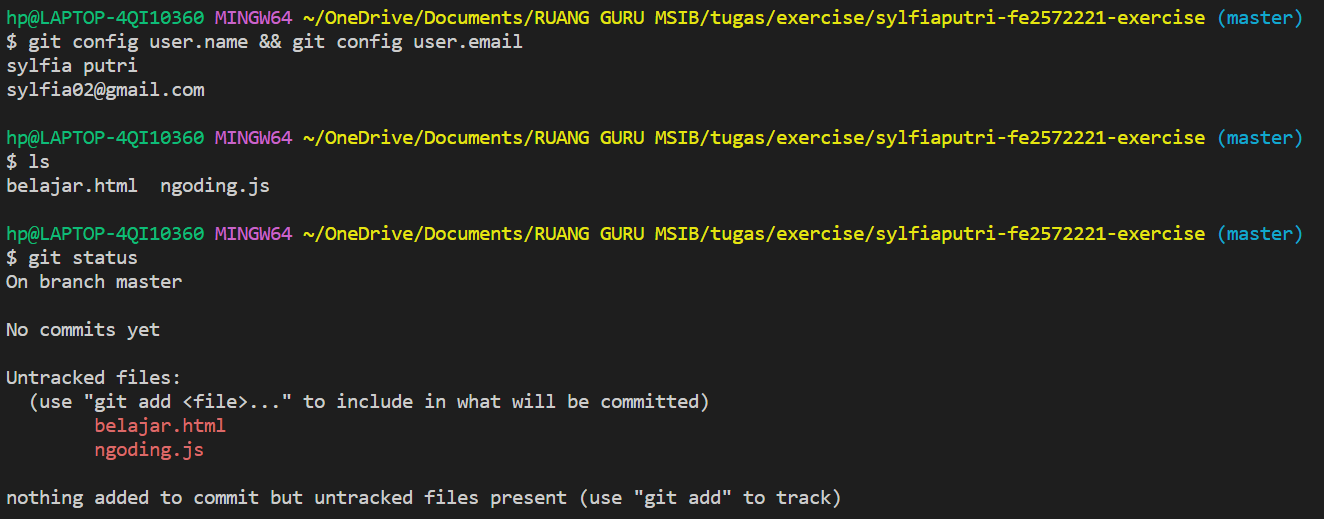 hp@LAPTOP-4QI10360 MINGW64 ~/OneDrive/Documents/RUANG GURU MSIB/tugas/exercise/sylfiaputri-fe2572221-exercise (master)
$ git config user.name && git config user.email
sylfia putri
sylfia02@gmail.com
hp@LAPTOP-4QI10360 MINGW64 ~/OneDrive/Documents/RUANG GURU MSIB/tugas/exercise/sylfiaputri-fe2572221-exercise (master)
$ ls
belajar.html  ngoding.js
hp@LAPTOP-4QI10360 MINGW64 ~/OneDrive/Documents/RUANG GURU MSIB/tugas/exercise/sylfiaputri-fe2572221-exercise (master)
$ git status
On branch master
No commits yet
Untracked files:
  (use "git add <file>..." to include in what will be committed)
        belajar.html
        ngoding.js
nothing added to commit but untracked files present (use "git add" to track)